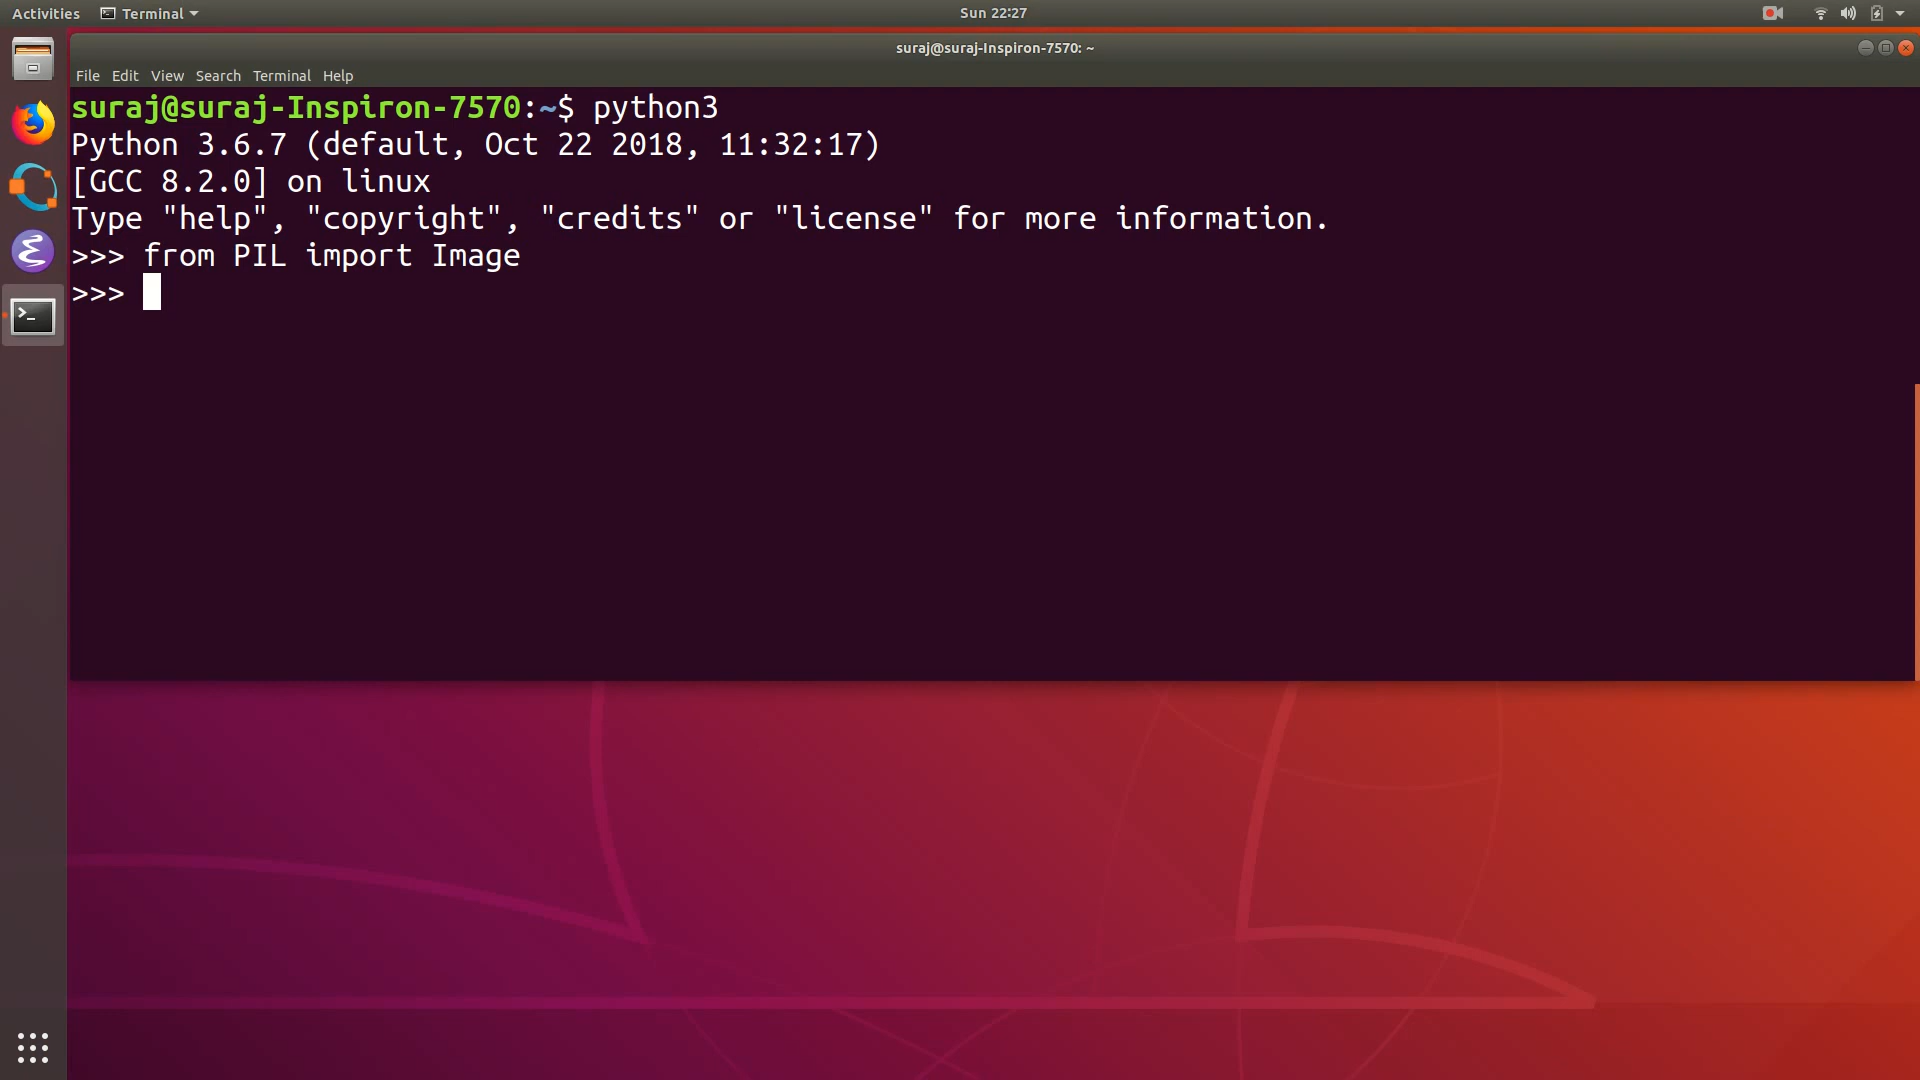 Activities Terminal Sun 22:27
suraj@suraj-Inspiron-7570: ~
File Edit View Search Terminal Help
suraj@suraj-Inspiron-7570:~$ python3
Python 3.6.7 (default, Oct 22 2018, 11:32:17)
[GCC 8.2.0] on linux
Type "help", "copyright", "credits" or "license" for more information.
>>> from PIL import Image
>>>